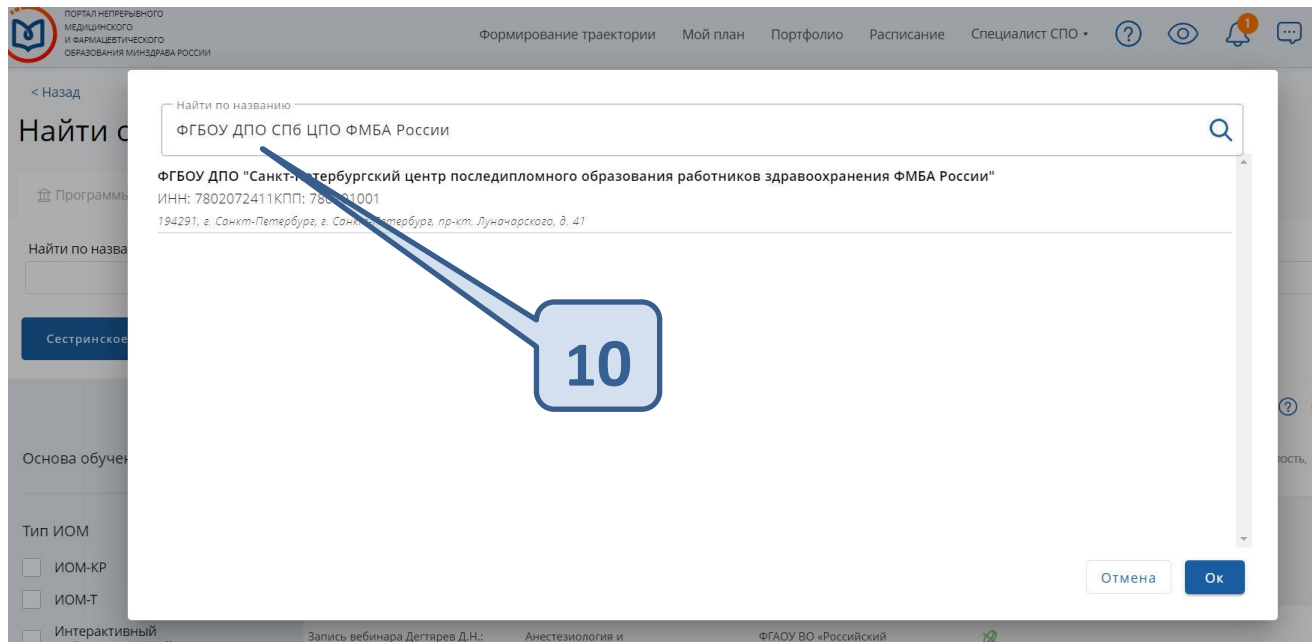 ПОРТАЛ НЕПРЕРЫВНОГО
МЕДИЦИНСКОГО
И ФАРМАЦЕВТИЧЕСКОГО
ОБРАЗОВАНИЯ МИНЗДРАВА РОССИИ
Формирование траектории Мой план Портфолио Расписание Специалист СПО
1
< Назад
Найти
Найти по названию
ФГБОУ ДПО СПб ЦПО ФМБА России
ФГБОУ ДПО "Санкт-Петербургский центр последипломного образования работников здравоохранения ФМБА России"
ИНН: 7802072411КПП:
194291, г. Санкт-Петербург, г. Санкт-Петербург, пр-кт. Луначарского, д. 41
Программы
Найти по назва
Сестринское
10
Основа обучен
ность,
Тип ИОМ
ИОМ-КР
ИОМ-Т
Интерактивный
Отмена Ок
Запись вебинара Дегтярев Д.Н.: Анестезиология и ФГАОУ ВО «Российский